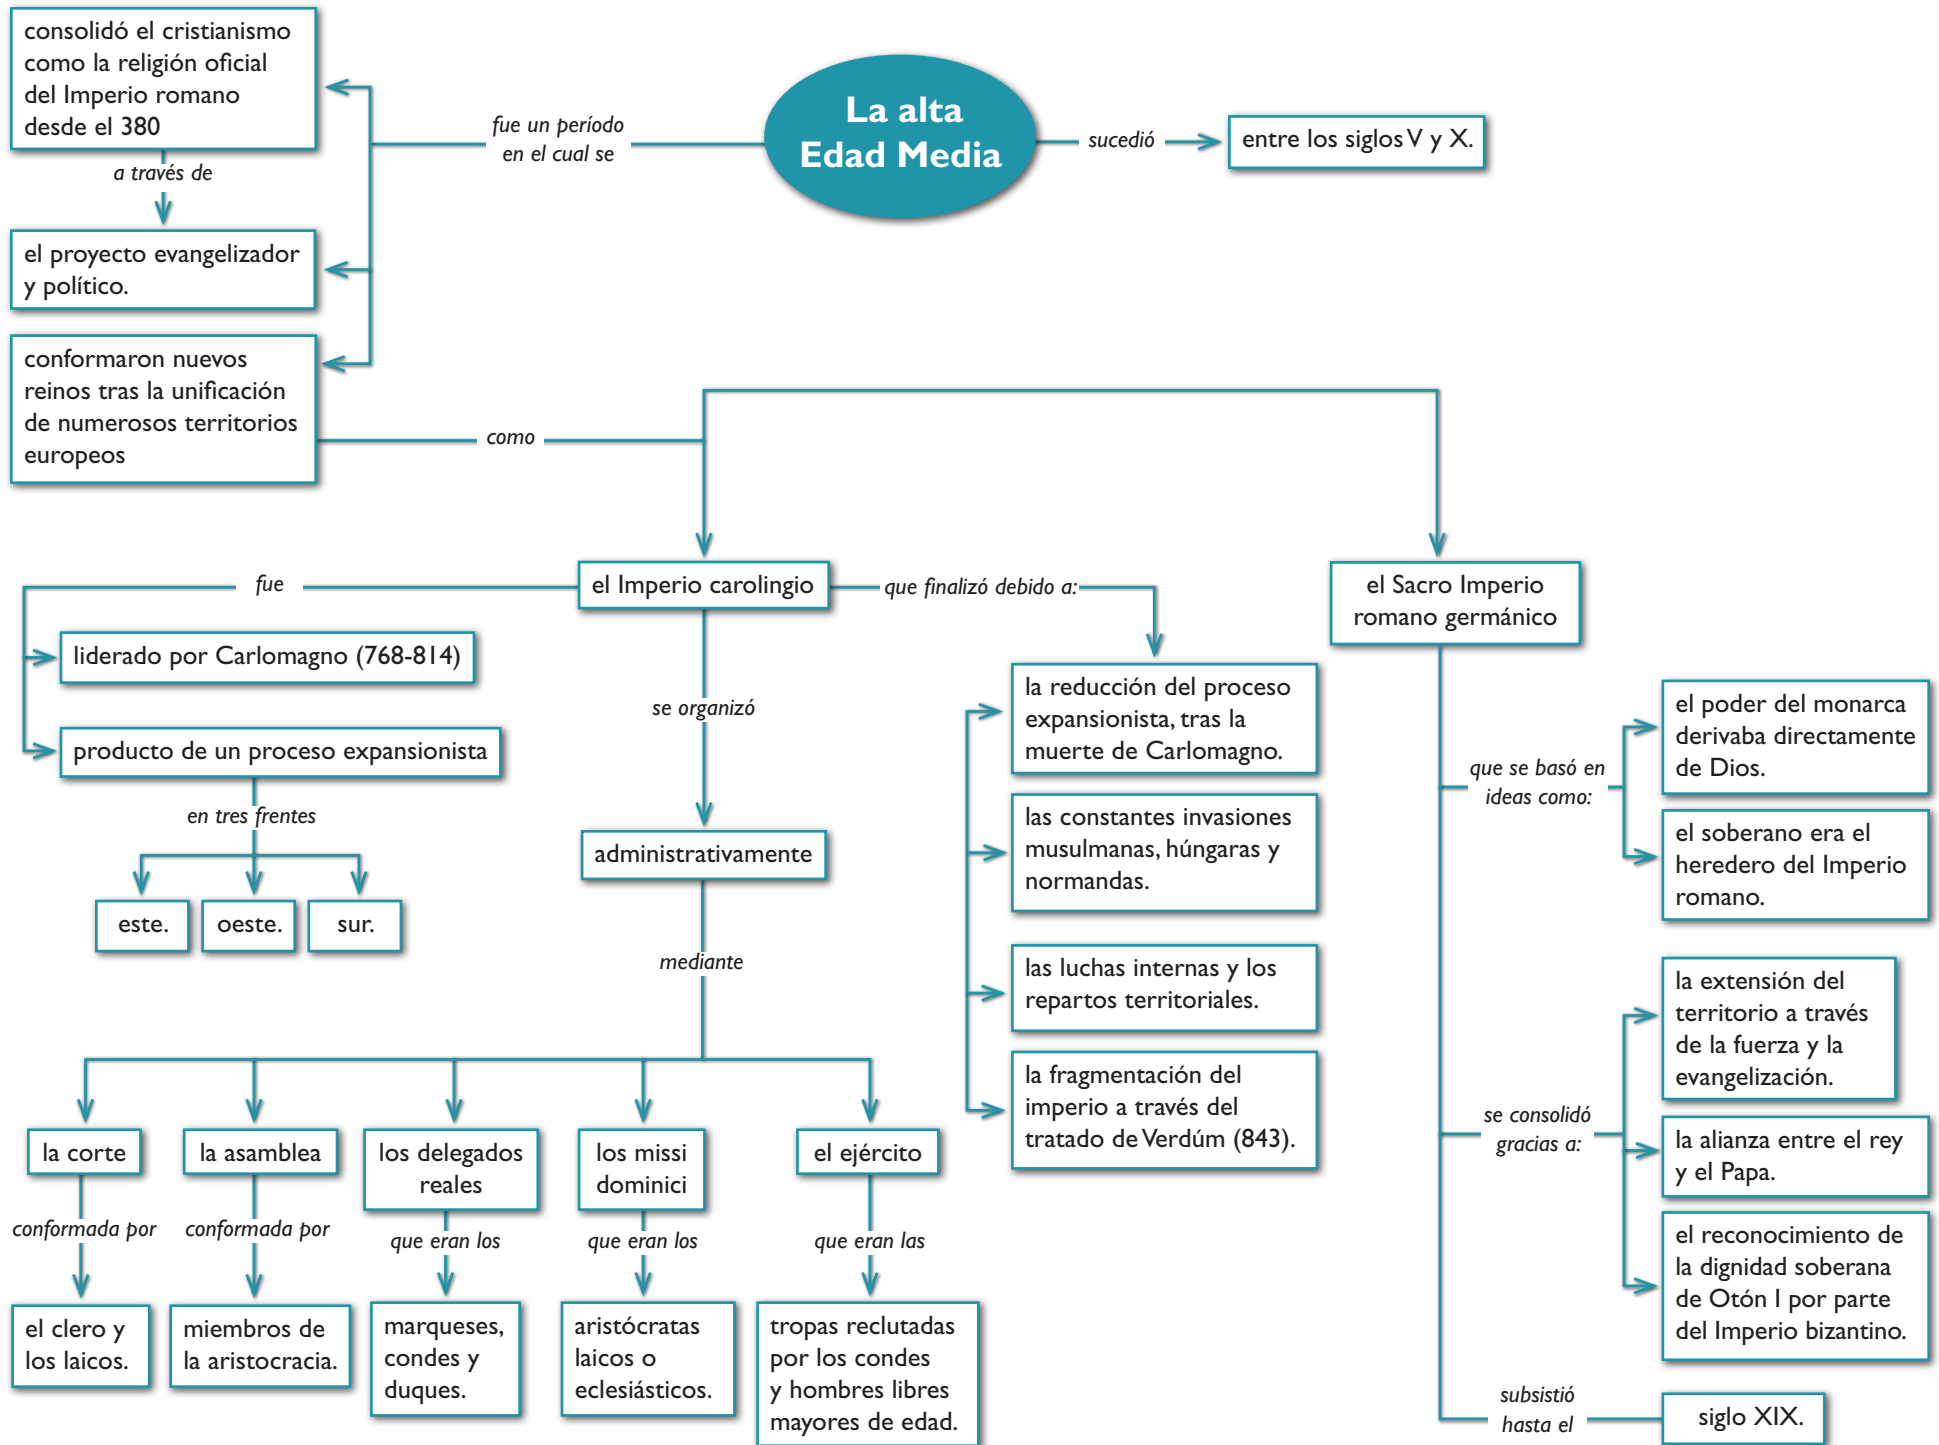 La alta
Edad Media
sucedió
entre los siglos V y X.
fue un período
en el cual se
consolidó el cristianismo
como la religión oficial
del Imperio romano
desde el 380
a través de
el proyecto evangelizador
y político.
conformaron nuevos
reinos tras la unificación
de numerosos territorios
europeos
como
el Imperio carolingio
fue
liderado por Carlomagno (768-814)
producto de un proceso expansionista
en tres frentes
este.
oeste.
sur.
se organizó
administrativamente
mediante
la corte
conformada por
el clero y
los laicos.
la asamblea
conformada por
miembros de
la aristocracia.
los delegados
reales
que eran los
marqueses,
condes y
duques.
los missi
dominici
que eran los
aristócratas
laicos o
eclesiásticos.
el ejército
que eran las
tropas reclutadas
por los condes
y hombres libres
mayores de edad.
que finalizó debido a:
la reducción del proceso
expansionista, tras la
muerte de Carlomagno.
las constantes invasiones
musulmanas, húngaras y
normandas.
las luchas internas y los
repartos territoriales.
la fragmentación del
imperio a través del
tratado de Verdúm (843).
el Sacro Imperio
romano germánico
que se basó en
ideas como:
el poder del monarca
derivaba directamente
de Dios.
el soberano era el
heredero del Imperio
romano.
se consolidó
gracias a:
la extensión del
territorio a través
de la fuerza y la
evangelización.
la alianza entre el rey
y el Papa.
el reconocimiento de
la dignidad soberana
de Otón I por parte
del Imperio bizantino.
subsistió
hasta el
siglo XIX.